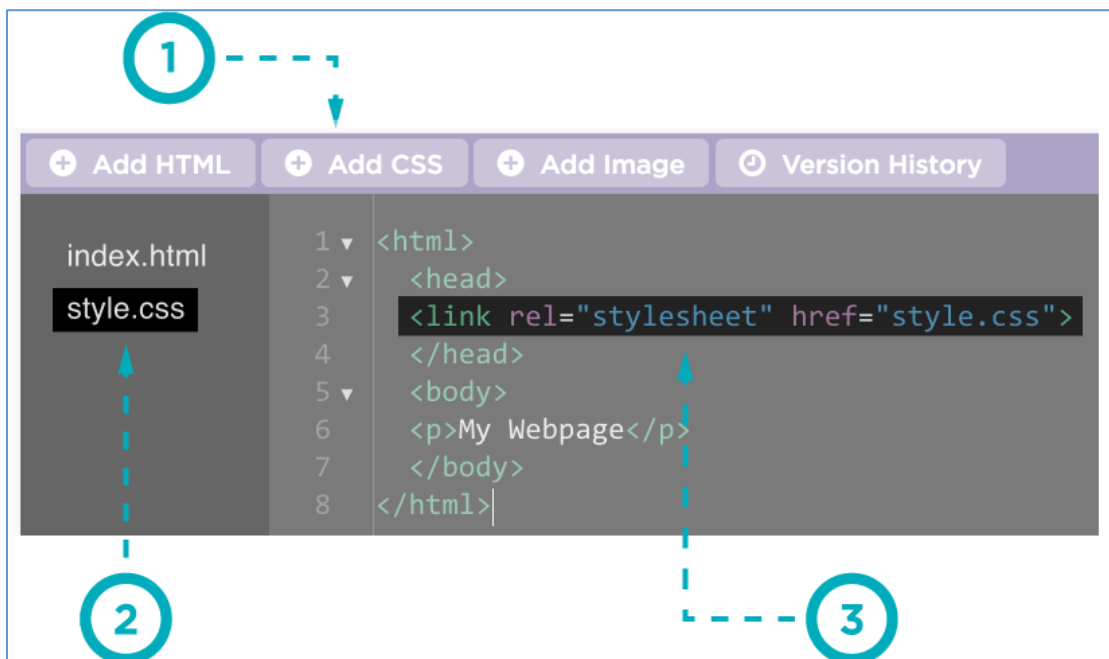 1
Add HTML Add CSS Add Image Version History
index.html
style.css
1 <html>
2 <head>
3 <link rel="stylesheet" href="style.css">
4 </head>
5 <body>
6 <p>My Webpage</p>
7 </body>
8 </html>
2
3